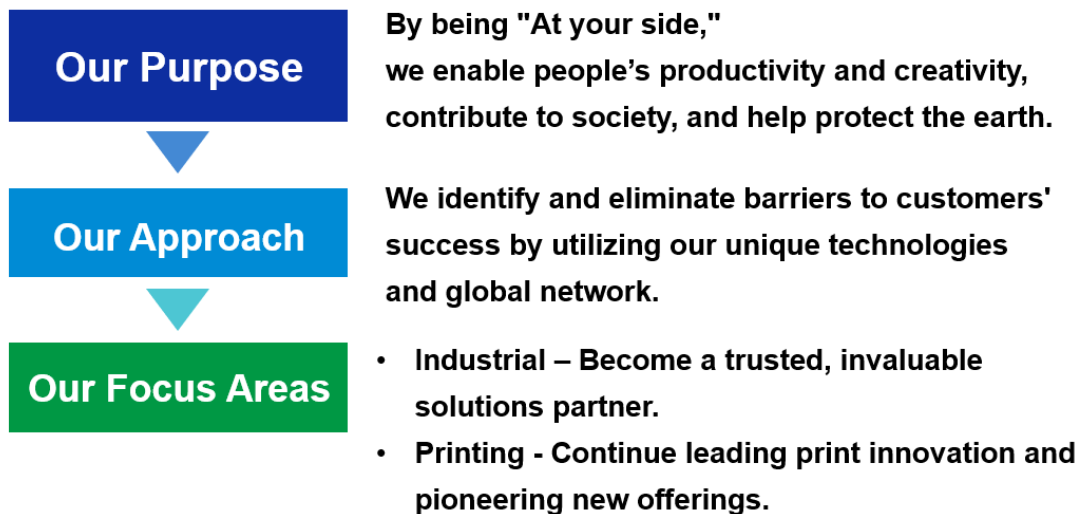 Our Purpose
By being "At your side,"
we enable people’s productivity and creativity,
contribute to society, and help protect the earth.
Our Approach
We identify and eliminate barriers to customers'
success by utilizing our unique technologies
and global network.
Our Focus Areas
• Industrial – Become a trusted, invaluable
solutions partner.
• Printing - Continue leading print innovation and
pioneering new offerings.